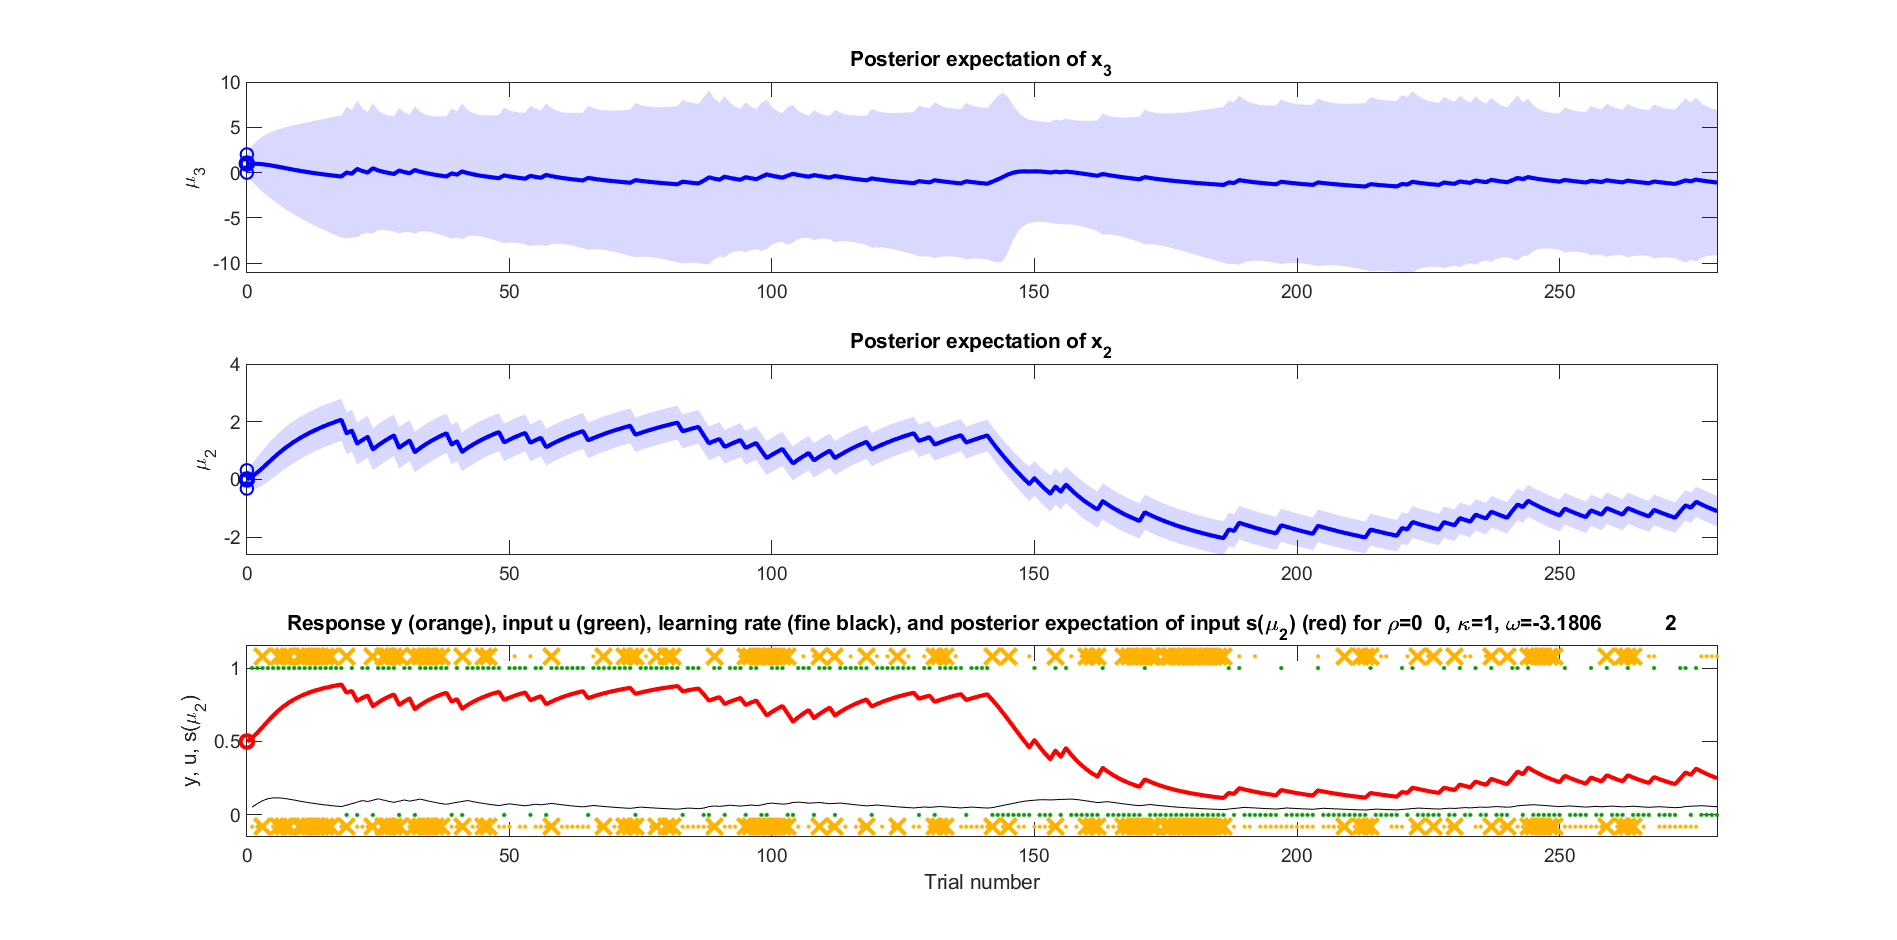 Posterior expectation of x3
10
5
0
-5
-10
μ3
0 50 100 150 200 250
Posterior expectation of x2
4
2
0
-2
μ2
0 50 100 150 200 250
Response y (orange), input u (green), learning rate (fine black), and posterior expectation of input s(μ2) (red) for ρ=0 0, κ=1, ω=-3.1806 2
1
0.5
0
y, u, s(μ2)
0 50 100 150 200 250
Trial number